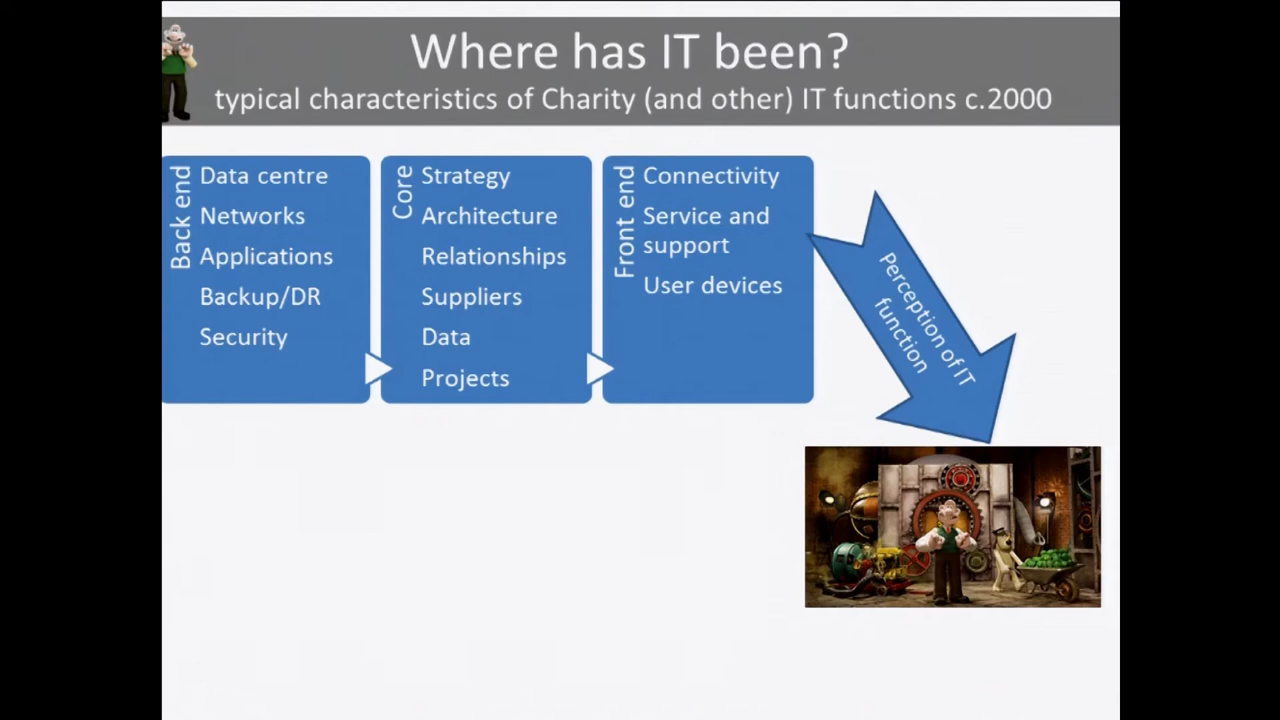 Where has IT been?
typical characteristics of Charity (and other) IT functions c.2000
Back end
Data centre
Networks
Applications
Backup/DR
Security
Core
Strategy
Architecture
Relationships
Suppliers
Data
Projects
Front end
Connectivity
Service and
support
User devices
Perception of IT
function